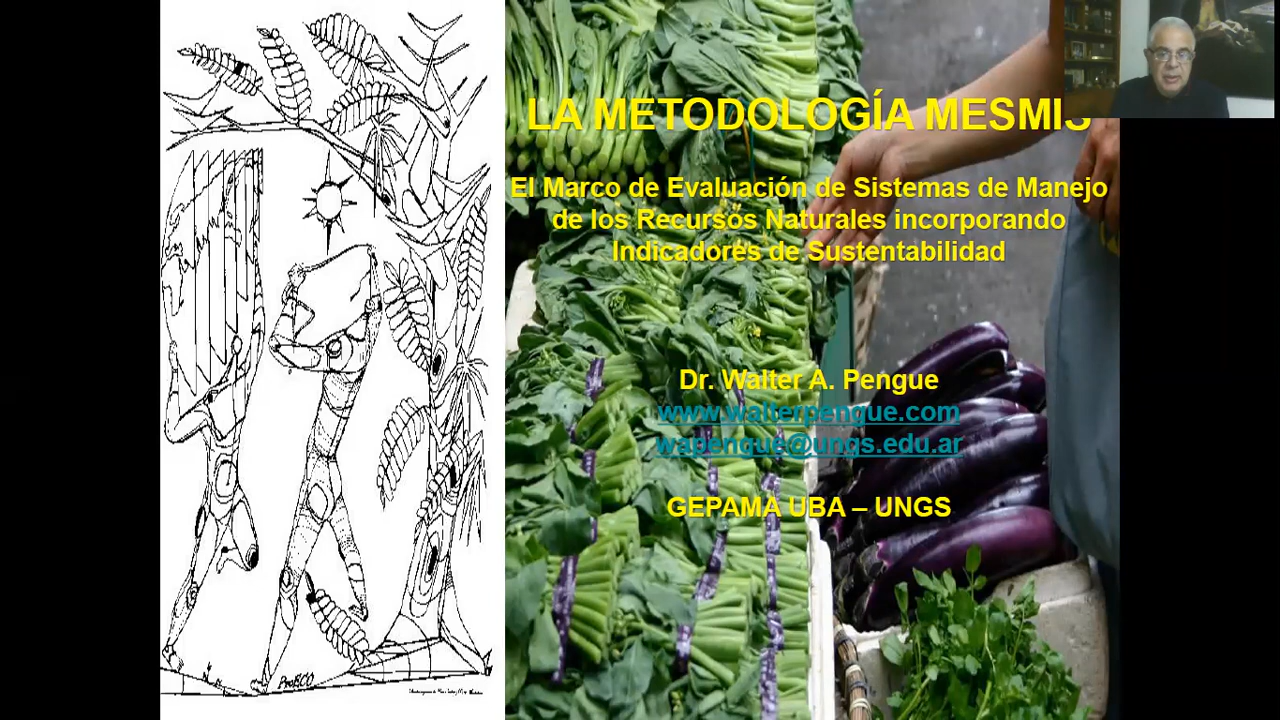 LA METODOLOGÍA MESMIS
El Marco de Evaluación de Sistemas de Manejo
de los Recursos Naturales incorporando
Indicadores de Sustentabilidad
Dr. Walter A. Pengue
www.walterpengue.com
wapengue@ungs.edu.ar
GEPAMA UBA – UNGS
ProECO